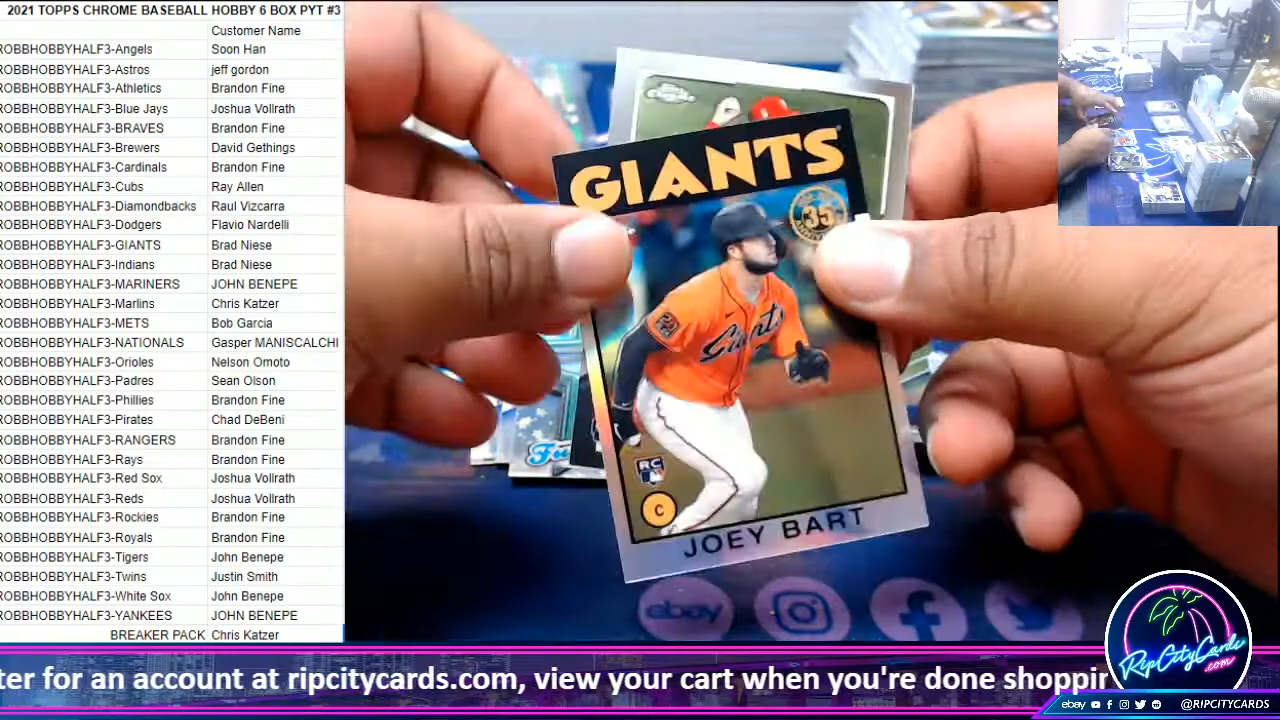 2021 TOPPS CHROME BASEBALL HOBBY 6 BOX PYT #3
Customer Name
ROBBHOBBYHALF3-Angels Soon Han
ROBBHOBBYHALF3-Astros jeff gordon
ROBBHOBBYHALF3-Athletics Brandon Fine
ROBBHOBBYHALF3-Blue Jays Joshua Vollrath
ROBBHOBBYHALF3-BRAVES Brandon Fine
ROBBHOBBYHALF3-Brewers David Gethings
ROBBHOBBYHALF3-Cardinals Brandon Fine
ROBBHOBBYHALF3-Cubs Ray Allen
ROBBHOBBYHALF3-Diamondbacks Raul Vizcarra
ROBBHOBBYHALF3-Dodgers Flavio Nardelli
ROBBHOBBYHALF3-GIANTS Brad Niese
ROBBHOBBYHALF3-Indians Brad Niese
ROBBHOBBYHALF3-MARINERS JOHN BENEPE
ROBBHOBBYHALF3-Marlins Chris Katzer
ROBBHOBBYHALF3-METS Bob Garcia
ROBBHOBBYHALF3-NATIONALS Gasper MANISCALCHI
ROBBHOBBYHALF3-Orioles Nelson Omoto
ROBBHOBBYHALF3-Padres Sean Olson
ROBBHOBBYHALF3-Phillies Brandon Fine
ROBBHOBBYHALF3-Pirates Chad DeBeni
ROBBHOBBYHALF3-RANGERS Brandon Fine
ROBBHOBBYHALF3-Rays Brandon Fine
ROBBHOBBYHALF3-Red Sox Joshua Vollrath
ROBBHOBBYHALF3-Reds Joshua Vollrath
ROBBHOBBYHALF3-Rockies Brandon Fine
ROBBHOBBYHALF3-Royals Brandon Fine
ROBBHOBBYHALF3-Tigers John Benepe
ROBBHOBBYHALF3-Twins Justin Smith
ROBBHOBBYHALF3-White Sox John Benepe
ROBBHOBBYHALF3-YANKEES JOHN BENEPE
BREAKER PACK Chris Katzer
GIANTS
35
Giants
RC
C
JOEY BART
ebay
RipCityCards
.com
ter for an account at ripcitycards.com, view your cart when you're done shoppin
ebay @RIPCITYCARDS